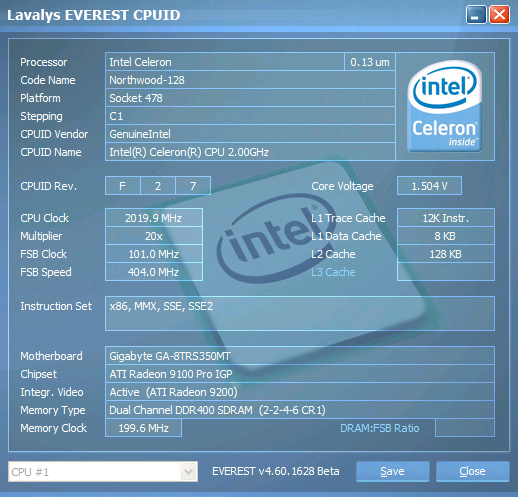 Lavalys EVEREST CPUID
Processor Intel Celeron 0.13 um
Code Name Northwood-128
Platform Socket 478
Stepping C1
CPUID Vendor GenuineIntel
CPUID Name Intel(R) Celeron(R) CPU 2.00GHz
intel
Celeron
inside
CPUID Rev. F 2 7 Core Voltage 1.504 V
CPU Clock 2019.9 MHz L1 Trace Cache 12K Instr.
Multiplier 20x L1 Data Cache 8 KB
FSB Clock 101.0 MHz L2 Cache 128 KB
FSB Speed 404.0 MHz L3 Cache
intel
Instruction Set x86, MMX, SSE, SSE2
Motherboard Gigabyte GA-8TRS350MT
Chipset ATI Radeon 9100 Pro IGP
Integr. Video Active (ATI Radeon 9200)
Memory Type Dual Channel DDR400 SDRAM (2-2-4-6 CR1)
Memory Clock 199.6 MHz DRAM:FSB Ratio
CPU #1 EVEREST v4.60.1628 Beta Save Close